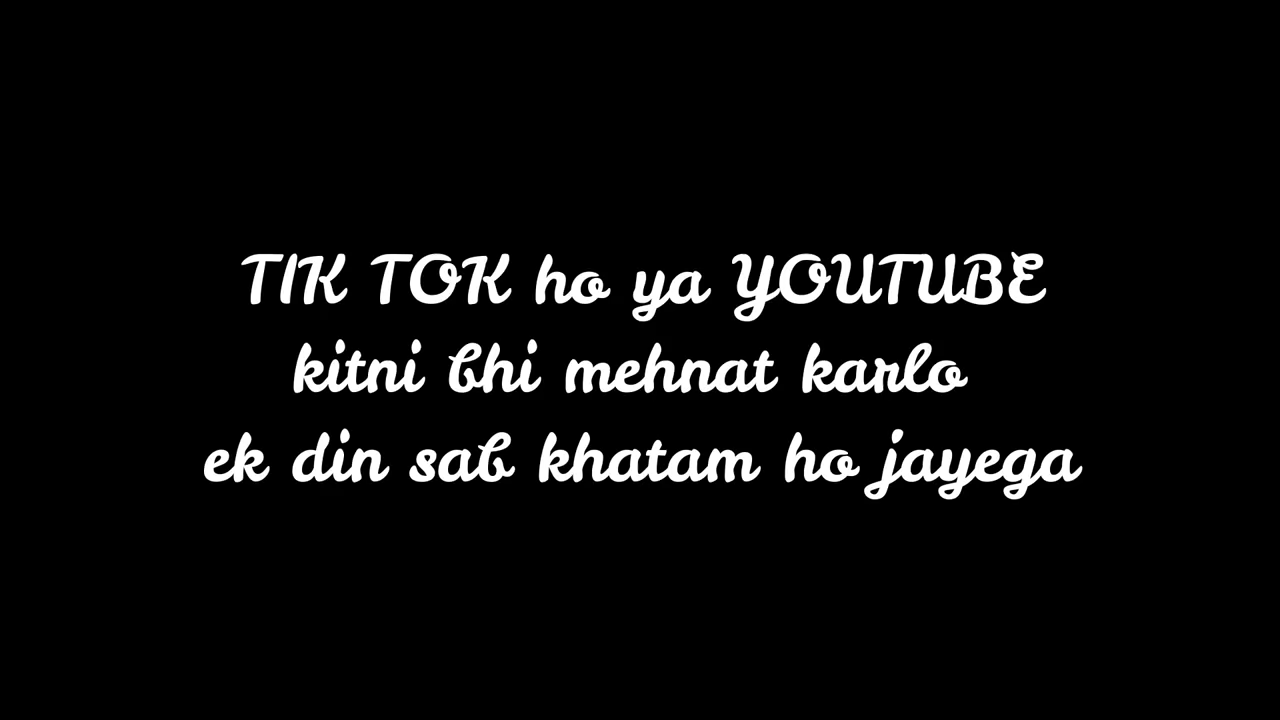 TIK TOK ho ya YOUTUBE
kitni bhi mehnat karlo
ek din sab khatam ho jayega